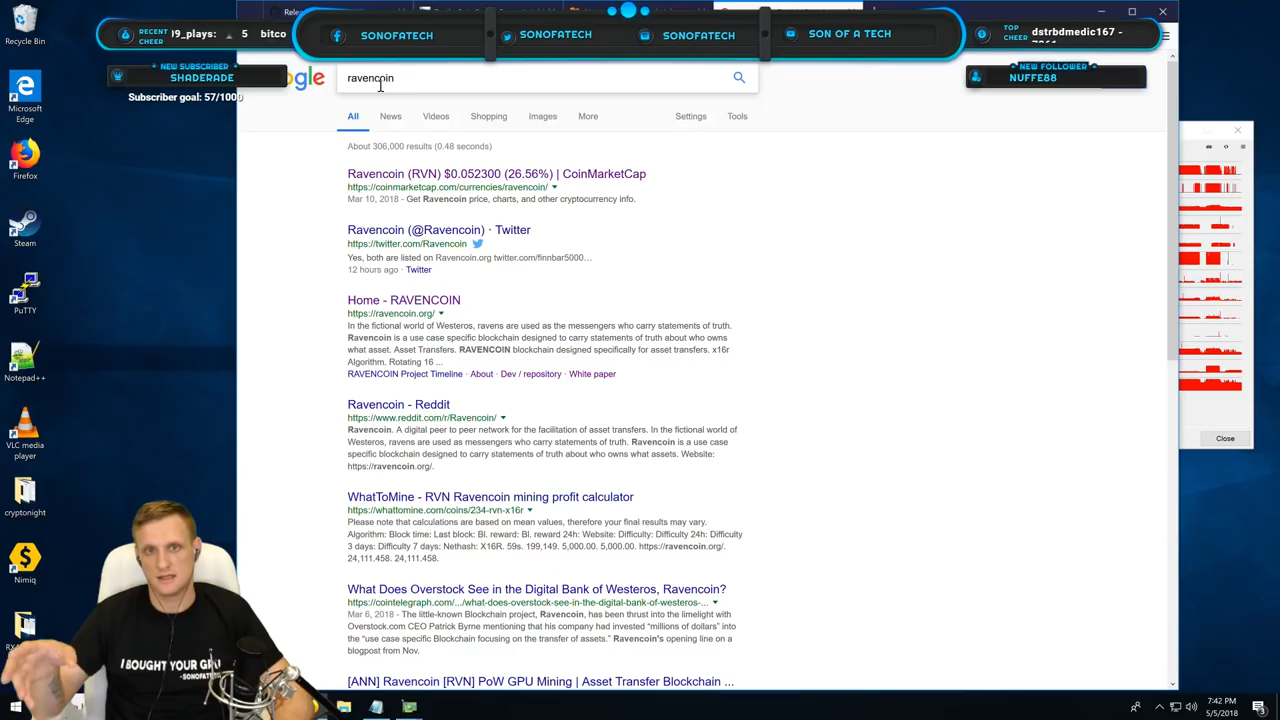 Recycle Bin
Microsoft
Edge
Firefox
Steam
PuTTY
Notepad++
VLC media
player
cryptonight
Nimiq
RECENT
CHEER
J9_plays: ▲ 5 bitco
SONOFATECH
SONOFATECH
SONOFATECH
SON OF A TECH
TOP
CHEER
dstrbdmedic167 -
NEW SUBSCRIBER
SHADERADE
Subscriber goal: 57/1000
NEW FOLLOWER
NUFFE88
ogle
ravencoin
All News Videos Shopping Images More Settings Tools
About 306,000 results (0.48 seconds)
Ravencoin (RVN) $0.052300 (26.56%) | CoinMarketCap
https://coinmarketcap.com/currencies/ravencoin/
Mar 10, 2018 - Get Ravencoin price, charts, and other cryptocurrency info.
Ravencoin (@Ravencoin) · Twitter
https://twitter.com/Ravencoin
Yes, both are listed on Ravencoin.org twitter.com/finnbar5000…
12 hours ago · Twitter
Home - RAVENCOIN
https://ravencoin.org/
In the fictional world of Westeros, ravens are used as the messengers who carry statements of truth.
Ravencoin is a use case specific blockchain designed to carry statements of truth about who owns
what asset. Asset Transfers. RAVENCOIN blockchain designed specifically for asset transfers. x16r
Algorithm. Rotating 16 ...
RAVENCOIN Project Timeline · About · Dev / repository · White paper
Ravencoin - Reddit
https://www.reddit.com/r/Ravencoin/
Ravencoin. A digital peer to peer network for the facilitation of asset transfers. In the fictional world of
Westeros, ravens are used as messengers who carry statements of truth. Ravencoin is a use case
specific blockchain designed to carry statements of truth about who owns what assets. Website:
https://ravencoin.org/.
WhatToMine - RVN Ravencoin mining profit calculator
https://whattomine.com/coins/234-rvn-x16r
Please note that calculations are based on mean values, therefore your final results may vary.
Algorithm: Block time: Last block: Bl. reward: Bl. reward 24h: Website: Difficulty: Difficulty 24h: Difficulty
3 days: Difficulty 7 days: Nethash: X16R. 59s. 199,149. 5,000.00. 5,000.00. https://ravencoin.org/.
24,111.458. 24,111.458.
What Does Overstock See in the Digital Bank of Westeros, Ravencoin?
https://cointelegraph.com/.../what-does-overstock-see-in-the-digital-bank-of-westeros-...
Mar 6, 2018 - The little-known Blockchain project, Ravencoin, has been thrust into the limelight with
Overstock.com CEO Patrick Byrne mentioning that his company had invested “millions of dollars” into
the “use case specific Blockchain focusing on the transfer of assets.” Ravencoin's opening line on a
blogpost from Nov.
[ANN] Ravencoin [RVN] PoW GPU Mining | Asset Transfer Blockchain ...
Close
I BOUGHT YOUR
-SONOFATECH
7:42 PM
5/5/2018